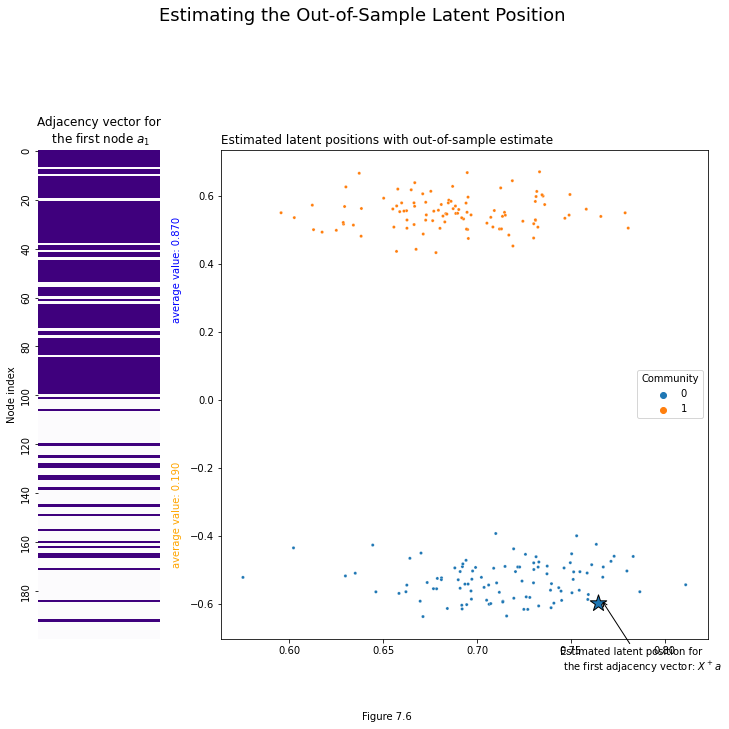 Estimating the Out-of-Sample Latent Position
Adjacency vector for
the first node a₁
Estimated latent positions with out-of-sample estimate
Node index
0
20
40
60
80
100
120
140
160
180
average value: 0.870
average value: 0.190
0.6
0.4
0.2
0.0
−0.2
−0.4
−0.6
Community
0
1
0.60
0.65
0.70
0.75
0.80
Estimated latent position for
the first adjacency vector: X⁺a
Figure 7.6